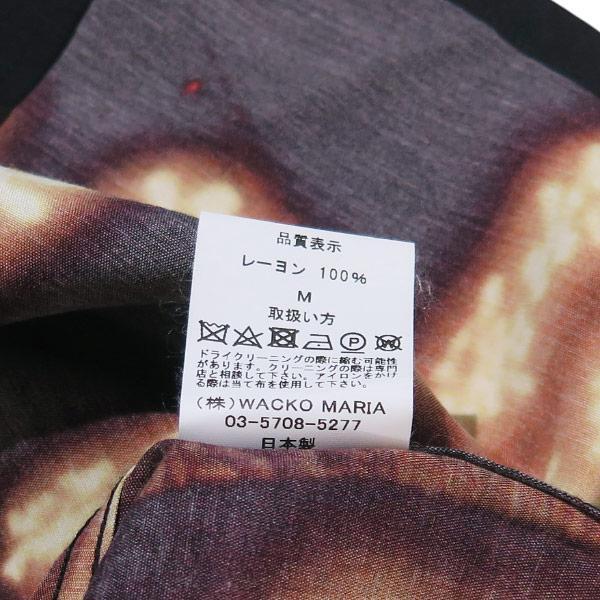 品質表示
レーヨン 100%
M
取扱い方
ドライクリーニングの際に縮む可能性
があります。クリーニングの際は専門
店と相談して下さい。アイロンをかけ
る際は当て布を使用して下さい。
(株)WACKO MARIA
03-5708-5277
日本製